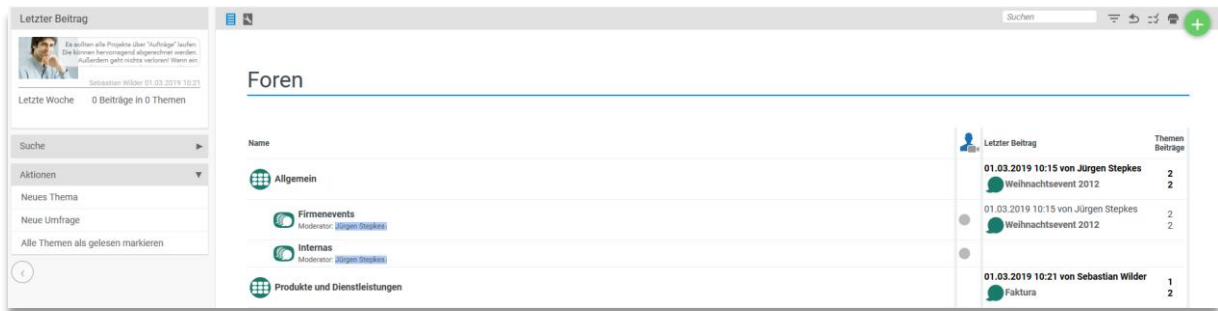 Letzter Beitrag
Es sollten alle Projekte über "Aufträge" laufen.
Die können hervorragend abgerechnet werden.
Außerdem geht nichts verloren! Wenn ein
Sebastian Wilder 01.03.2019 10:21
Letzte Woche 0 Beiträge in 0 Themen
Suche
Aktionen
Neues Thema
Neue Umfrage
Alle Themen als gelesen markieren
Suchen
Foren
Name Letzter Beitrag Themen
Beiträge
Allgemein
01.03.2019 10:15 von Jürgen Stepkes
Weihnachtsevent 2012
2
2
Firmenevents
Moderator: Jürgen Stepkes
01.03.2019 10:15 von Jürgen Stepkes
Weihnachtsevent 2012
2
2
Internas
Moderator: Jürgen Stepkes
Produkte und Dienstleistungen
01.03.2019 10:21 von Sebastian Wilder
Faktura
1
2